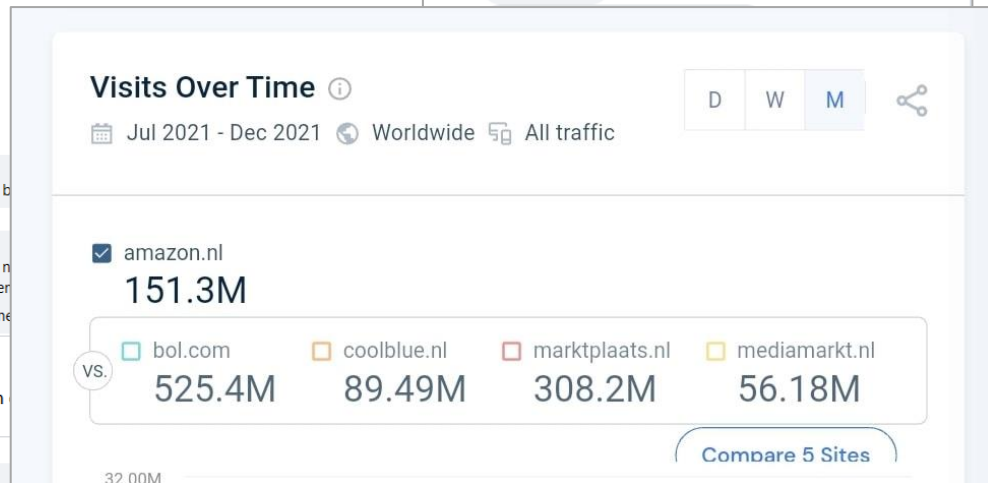 Visits Over Time
D W M
Jul 2021 - Dec 2021 Worldwide All traffic
amazon.nl
151.3M
VS.
bol.com coolblue.nl marktplaats.nl mediamarkt.nl
525.4M 89.49M 308.2M 56.18M
Compare 5 Sites
32.00M